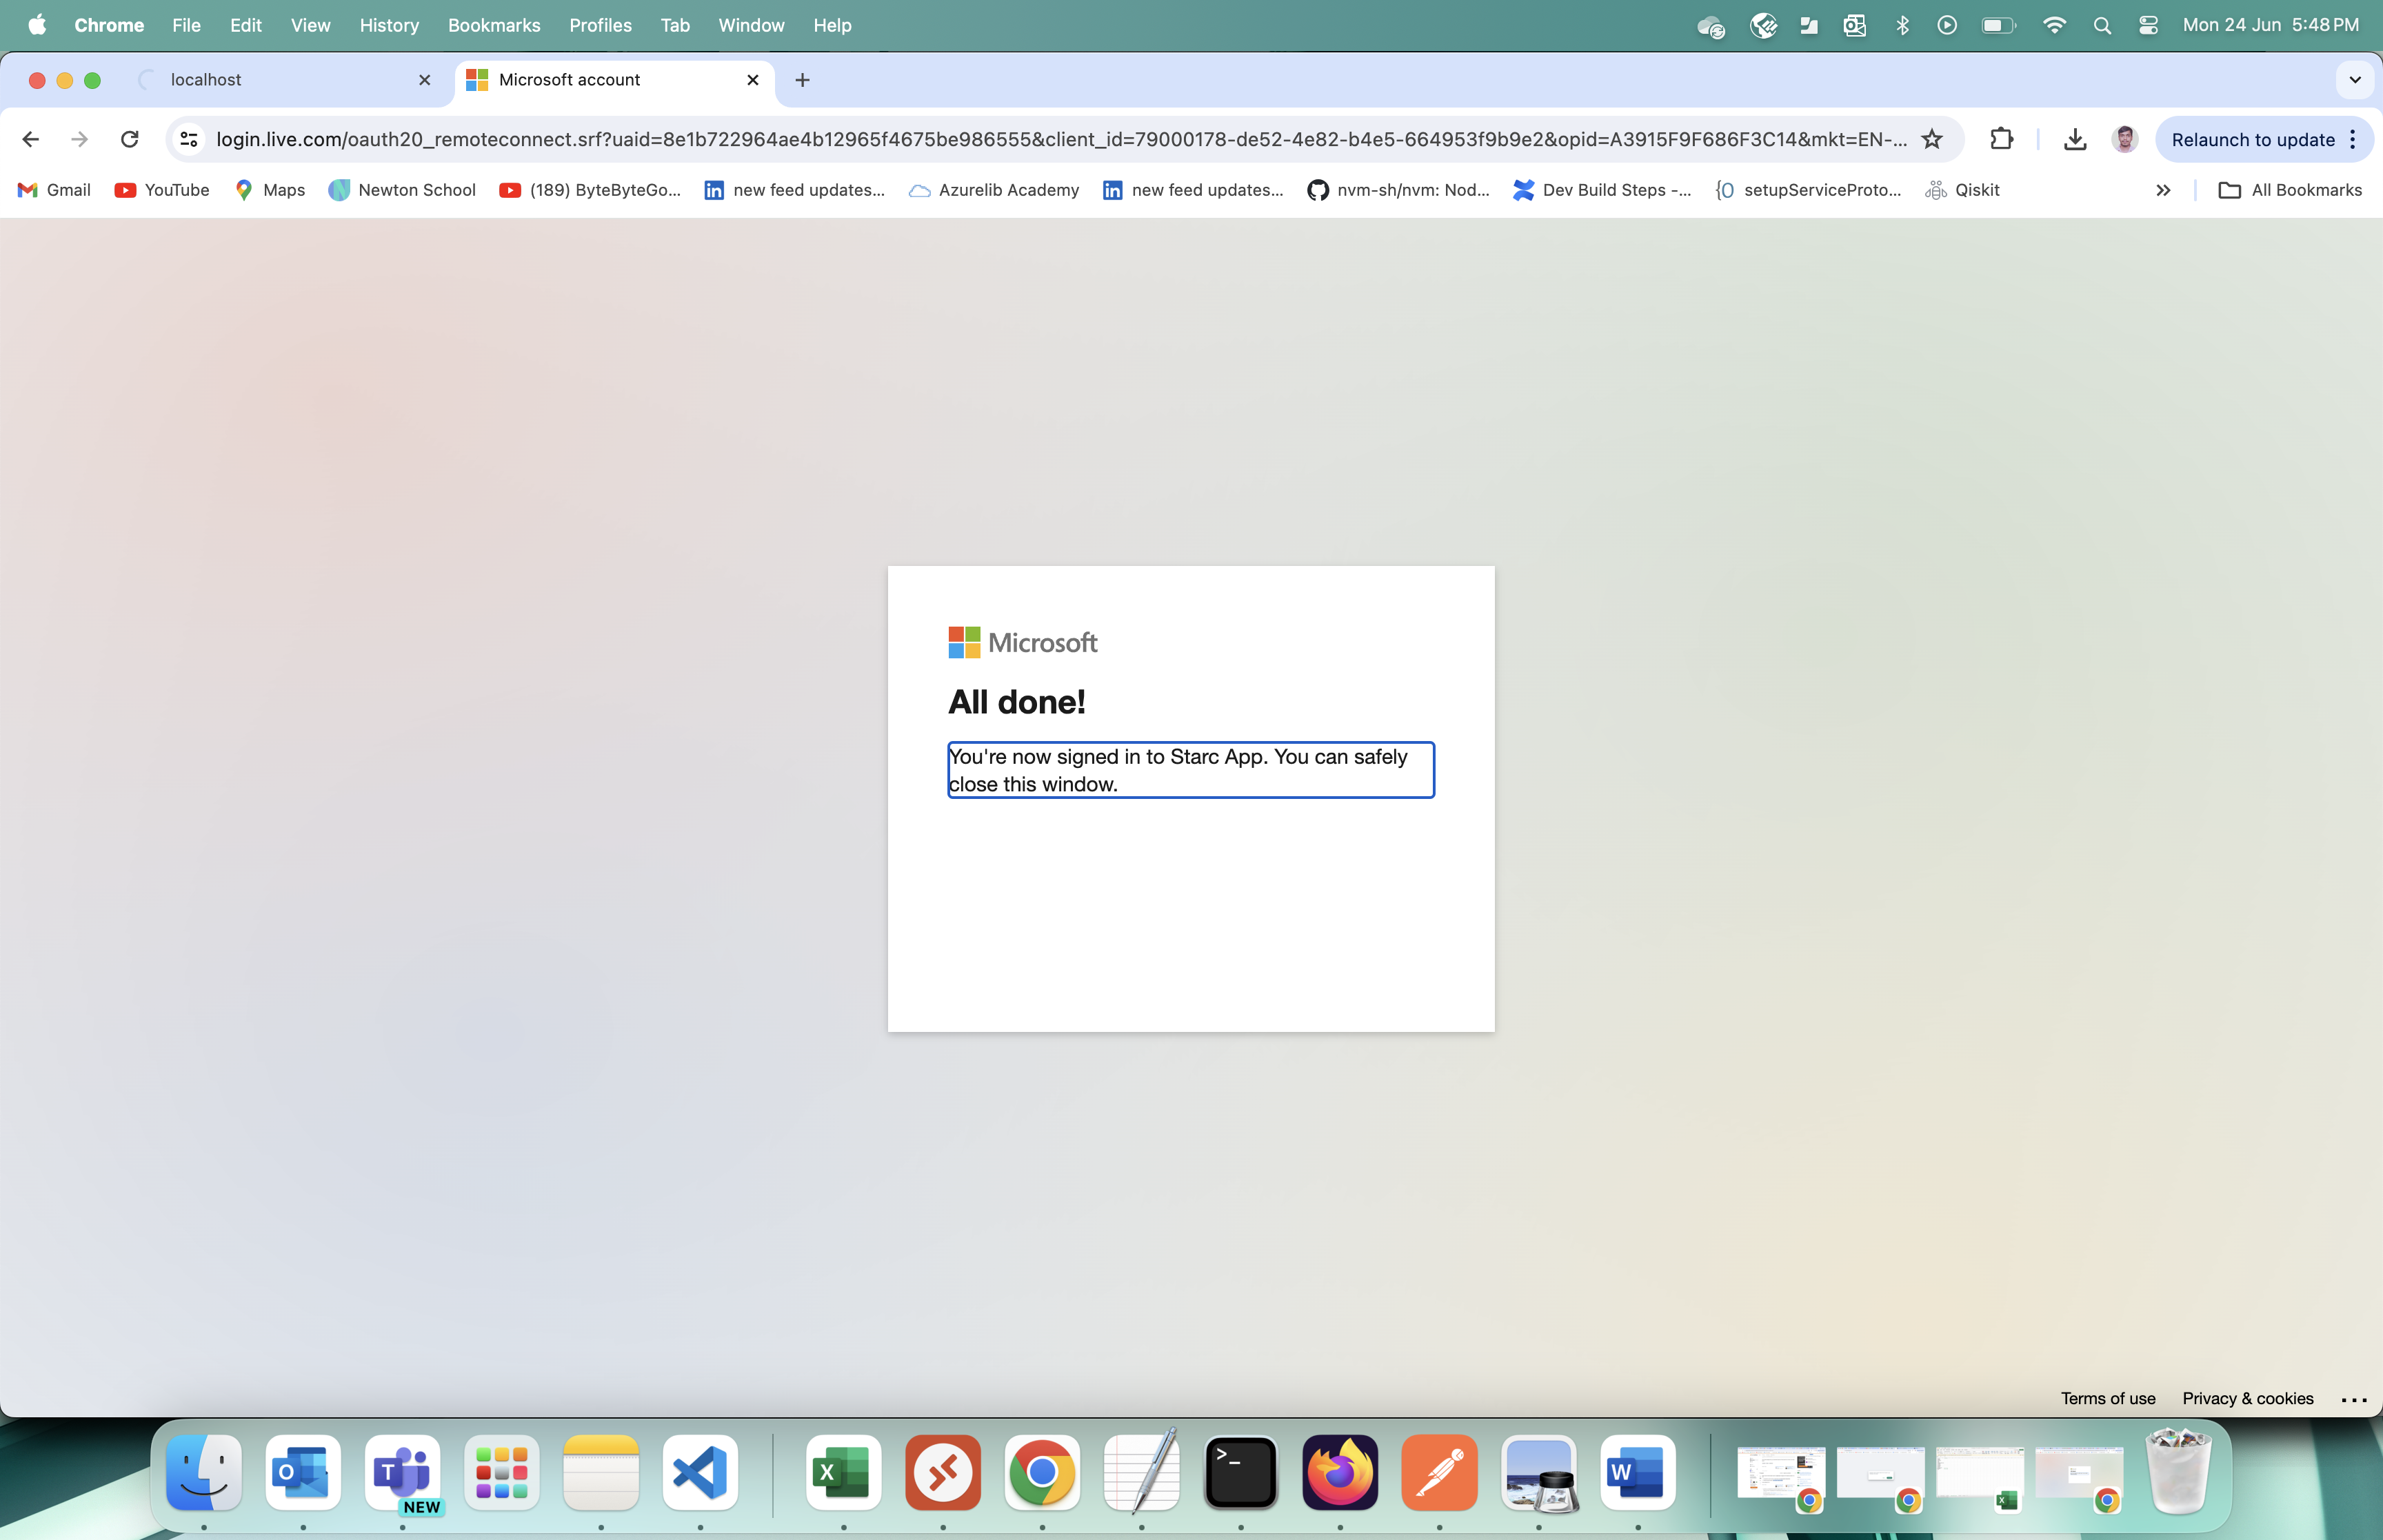 Chrome File Edit View History Bookmarks Profiles Tab Window Help Mon 24 Jun 5:48 PM
localhost Microsoft account
login.live.com/oauth20_remoteconnect.srf?uaid=8e1b722964ae4b12965f4675be986555&client_id=79000178-de52-4e82-b4e5-664953f9b9e2&opid=A3915F9F686F3C14&mkt=EN-... Relaunch to update
Gmail YouTube Maps Newton School (189) ByteByteGo... new feed updates... Azurelib Academy new feed updates... nvm-sh/nvm: Nod... Dev Build Steps -... setupServiceProto... Qiskit All Bookmarks
Microsoft
All done!
You're now signed in to Starc App. You can safely
close this window.
Terms of use Privacy & cookies
NEW